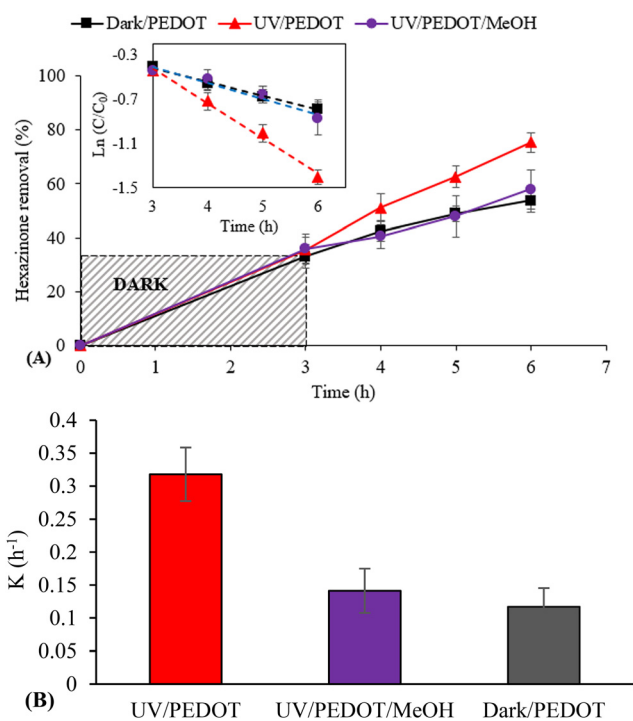 Dark/PEDOT UV/PEDOT UV/PEDOT/MeOH
Hexazinone removal (%)
100
80
60
40
20
0
Ln (C/C₀)
-0.3
-0.7
-1.1
-1.5
3 4 5 6
Time (h)
DARK
(A)
0 1 2 3 4 5 6 7
Time (h)
K (h⁻¹)
0.4
0.35
0.3
0.25
0.2
0.15
0.1
0.05
0
(B)
UV/PEDOT UV/PEDOT/MeOH Dark/PEDOT